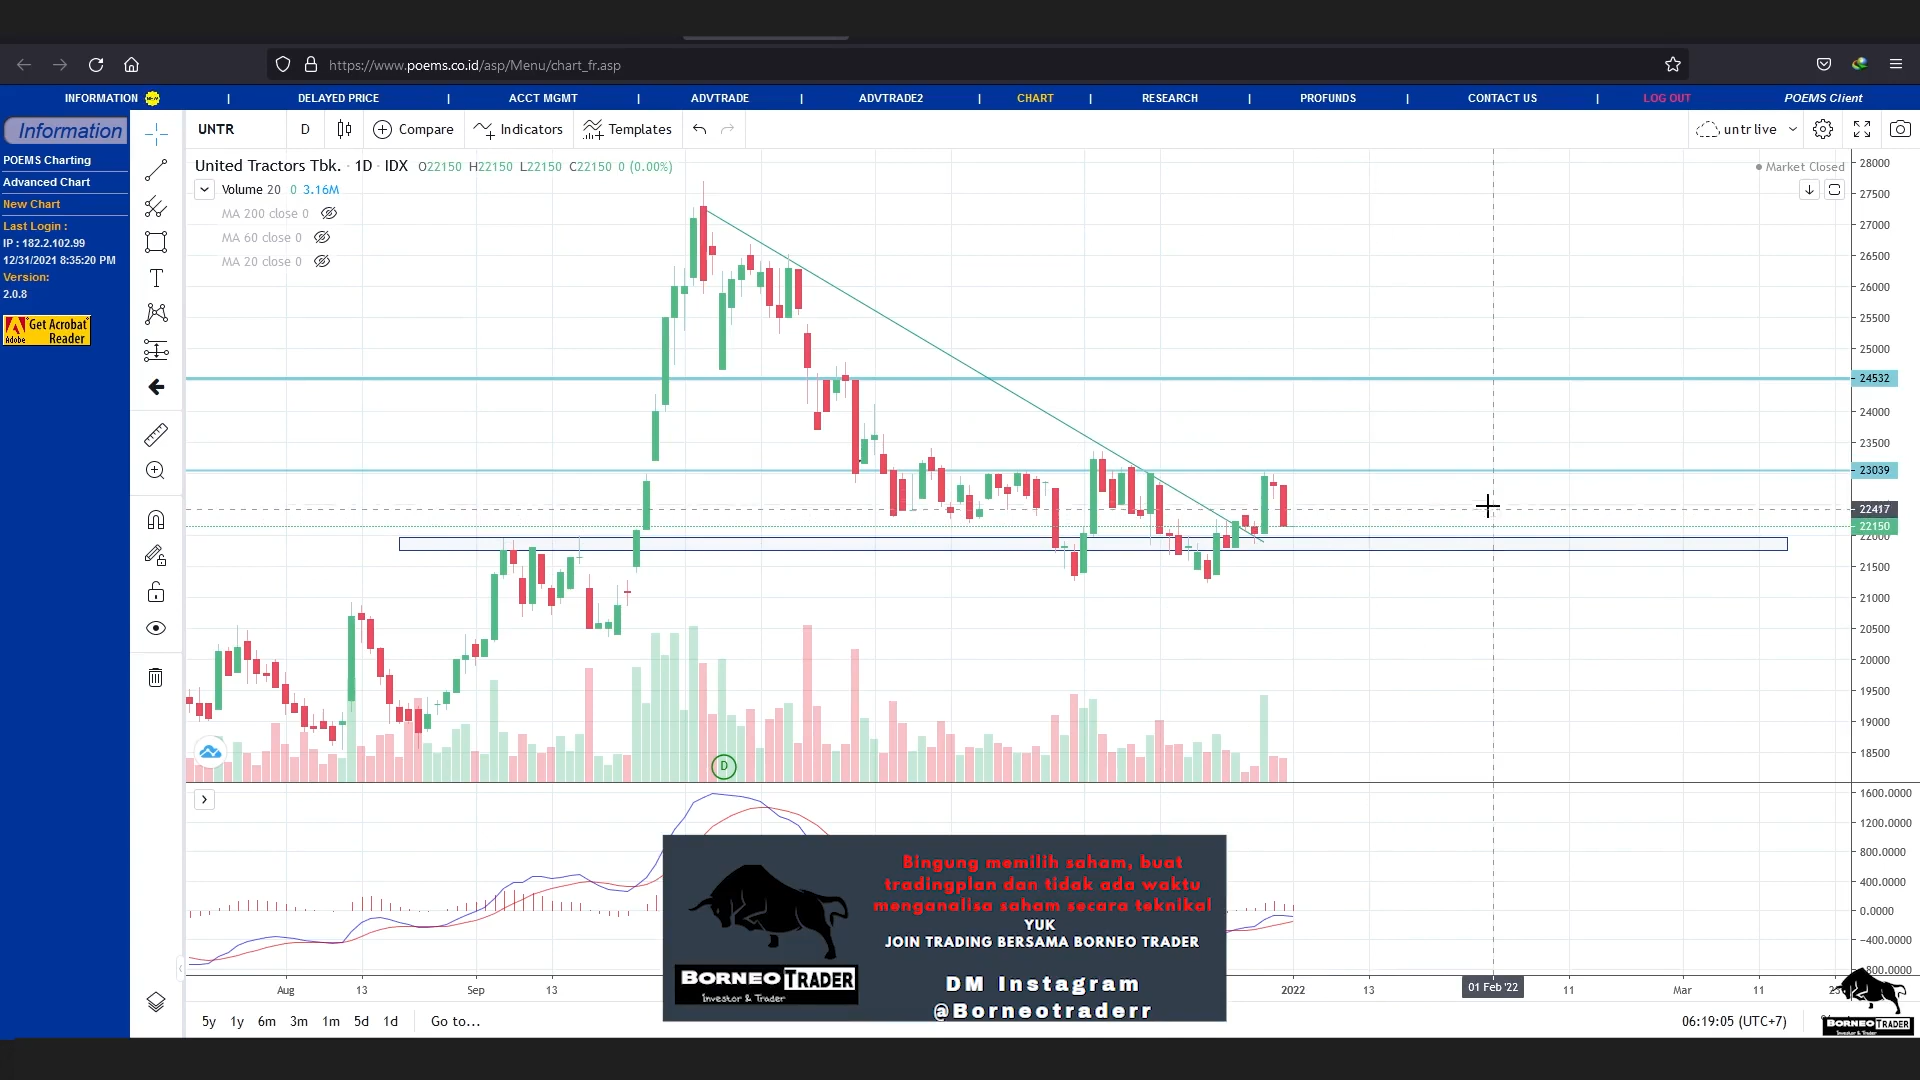 https://www.poems.co.id/asp/Menu/chart_fr.asp
INFORMATION | DELAYED PRICE | ACCT MGMT | ADVTRADE | ADVTRADE2 | CHART | RESEARCH | PROFUNDS | CONTACT US | LOG OUT POEMS Client
Information
POEMS Charting
Advanced Chart
New Chart
Last Login :
IP : 182.2.102.99
12/31/2021 8:35:20 PM
Version:
2.0.8
Get Acrobat
Adobe Reader
UNTR D Compare Indicators Templates untr live
United Tractors Tbk. · 1D · IDX O22150 H22150 L22150 C22150 0 (0.00%)
Market Closed
Volume 20 0 3.16M
MA 200 close 0
MA 60 close 0
MA 20 close 0
28000
27500
27000
26500
26000
25500
25000
24532
24000
23500
23039
22417
22150
22000
21500
21000
20500
20000
19500
19000
18500
D
1600.0000
1200.0000
800.0000
400.0000
0.0000
-400.0000
-800.0000
Bingung memilih saham, buat
tradingplan dan tidak ada waktu
menganalisa saham secara teknikal
YUK
JOIN TRADING BERSAMA BORNEO TRADER
DM Instagram
@Borneotraderr
BORNEO TRADER
Investor & Trader
Aug 13 Sep 13 2022 13 01 Feb '22 11 Mar 11
5y 1y 6m 3m 1m 5d 1d Go to...
06:19:05 (UTC+7)
BORNEO TRADER
Investor & Trader